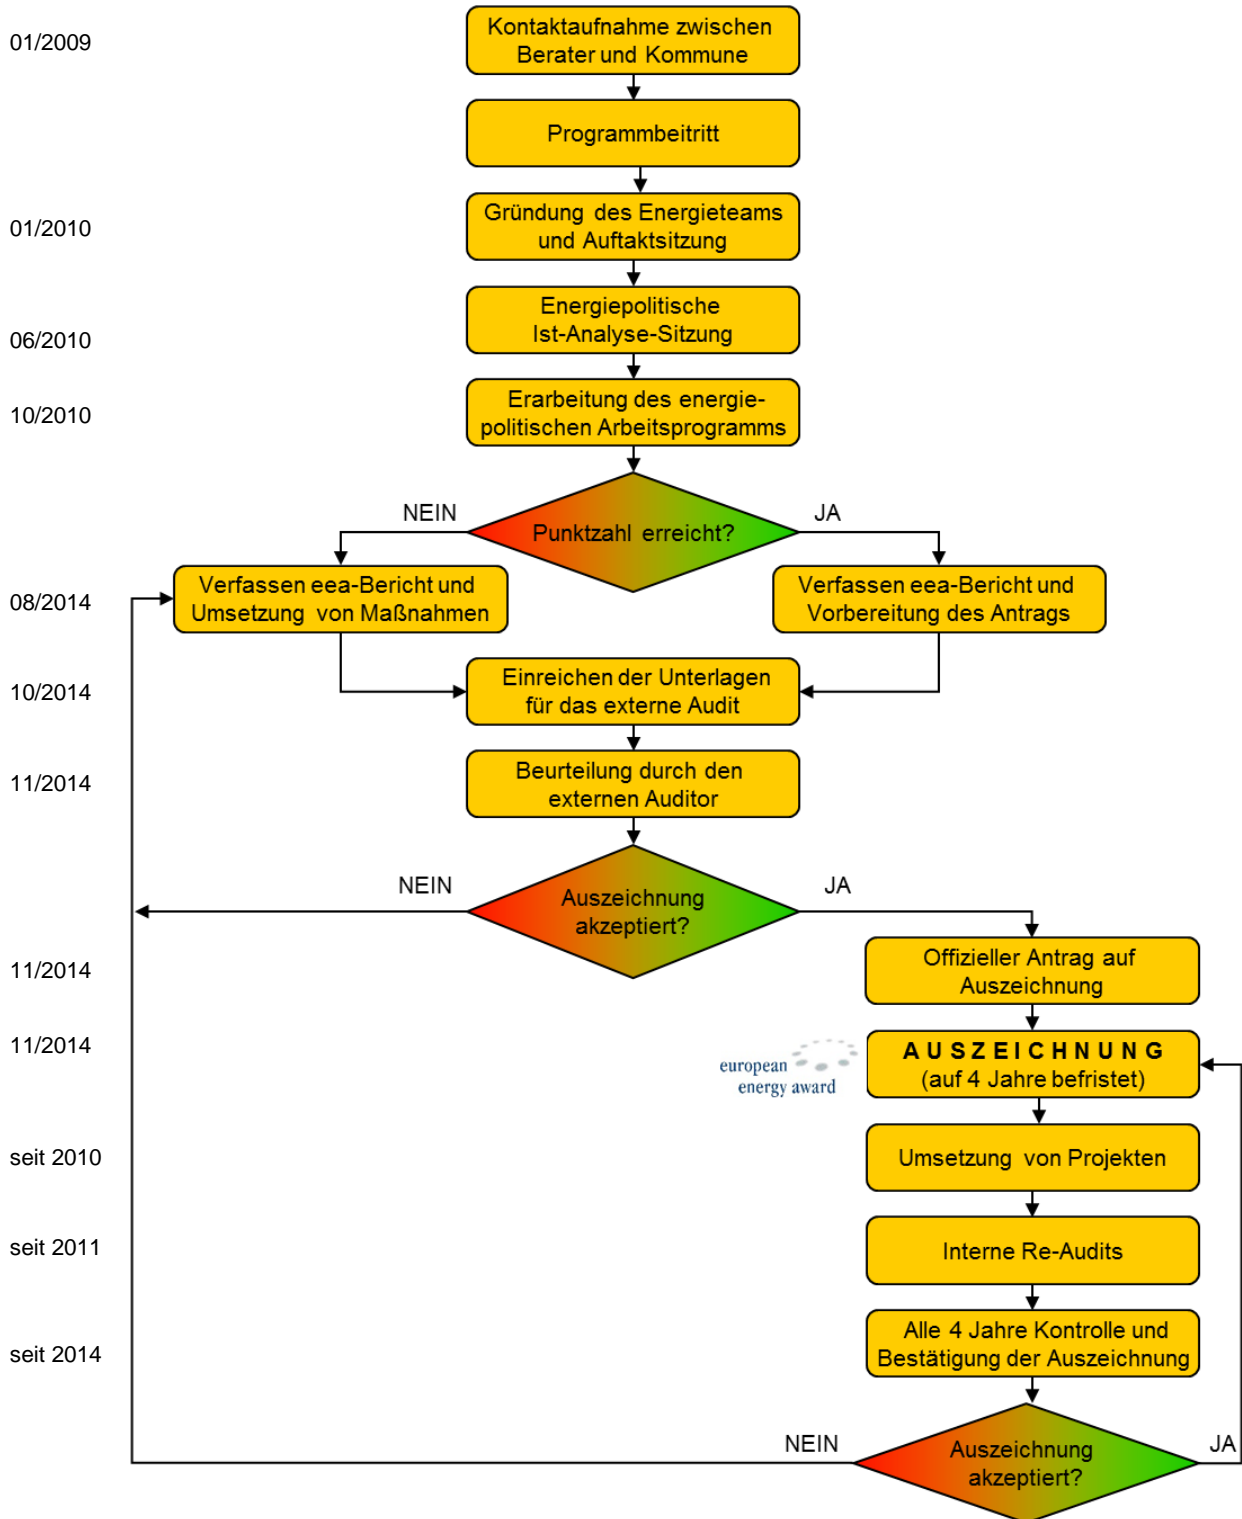 01/2009
Kontaktaufnahme zwischen
Berater und Kommune
Programmbeitritt
01/2010
Gründung des Energieteams
und Auftaktsitzung
06/2010
Energiepolitische
Ist-Analyse-Sitzung
10/2010
Erarbeitung des energie-
politischen Arbeitsprogramms
NEIN
Punktzahl erreicht?
JA
08/2014
Verfassen eea-Bericht und
Umsetzung von Maßnahmen
Verfassen eea-Bericht und
Vorbereitung des Antrags
10/2014
Einreichen der Unterlagen
für das externe Audit
11/2014
Beurteilung durch den
externen Auditor
NEIN
Auszeichnung
akzeptiert?
JA
11/2014
Offizieller Antrag auf
Auszeichnung
11/2014
european
energy award
A U S Z E I C H N U N G
(auf 4 Jahre befristet)
seit 2010
Umsetzung von Projekten
seit 2011
Interne Re-Audits
seit 2014
Alle 4 Jahre Kontrolle und
Bestätigung der Auszeichnung
NEIN
Auszeichnung
akzeptiert?
JA